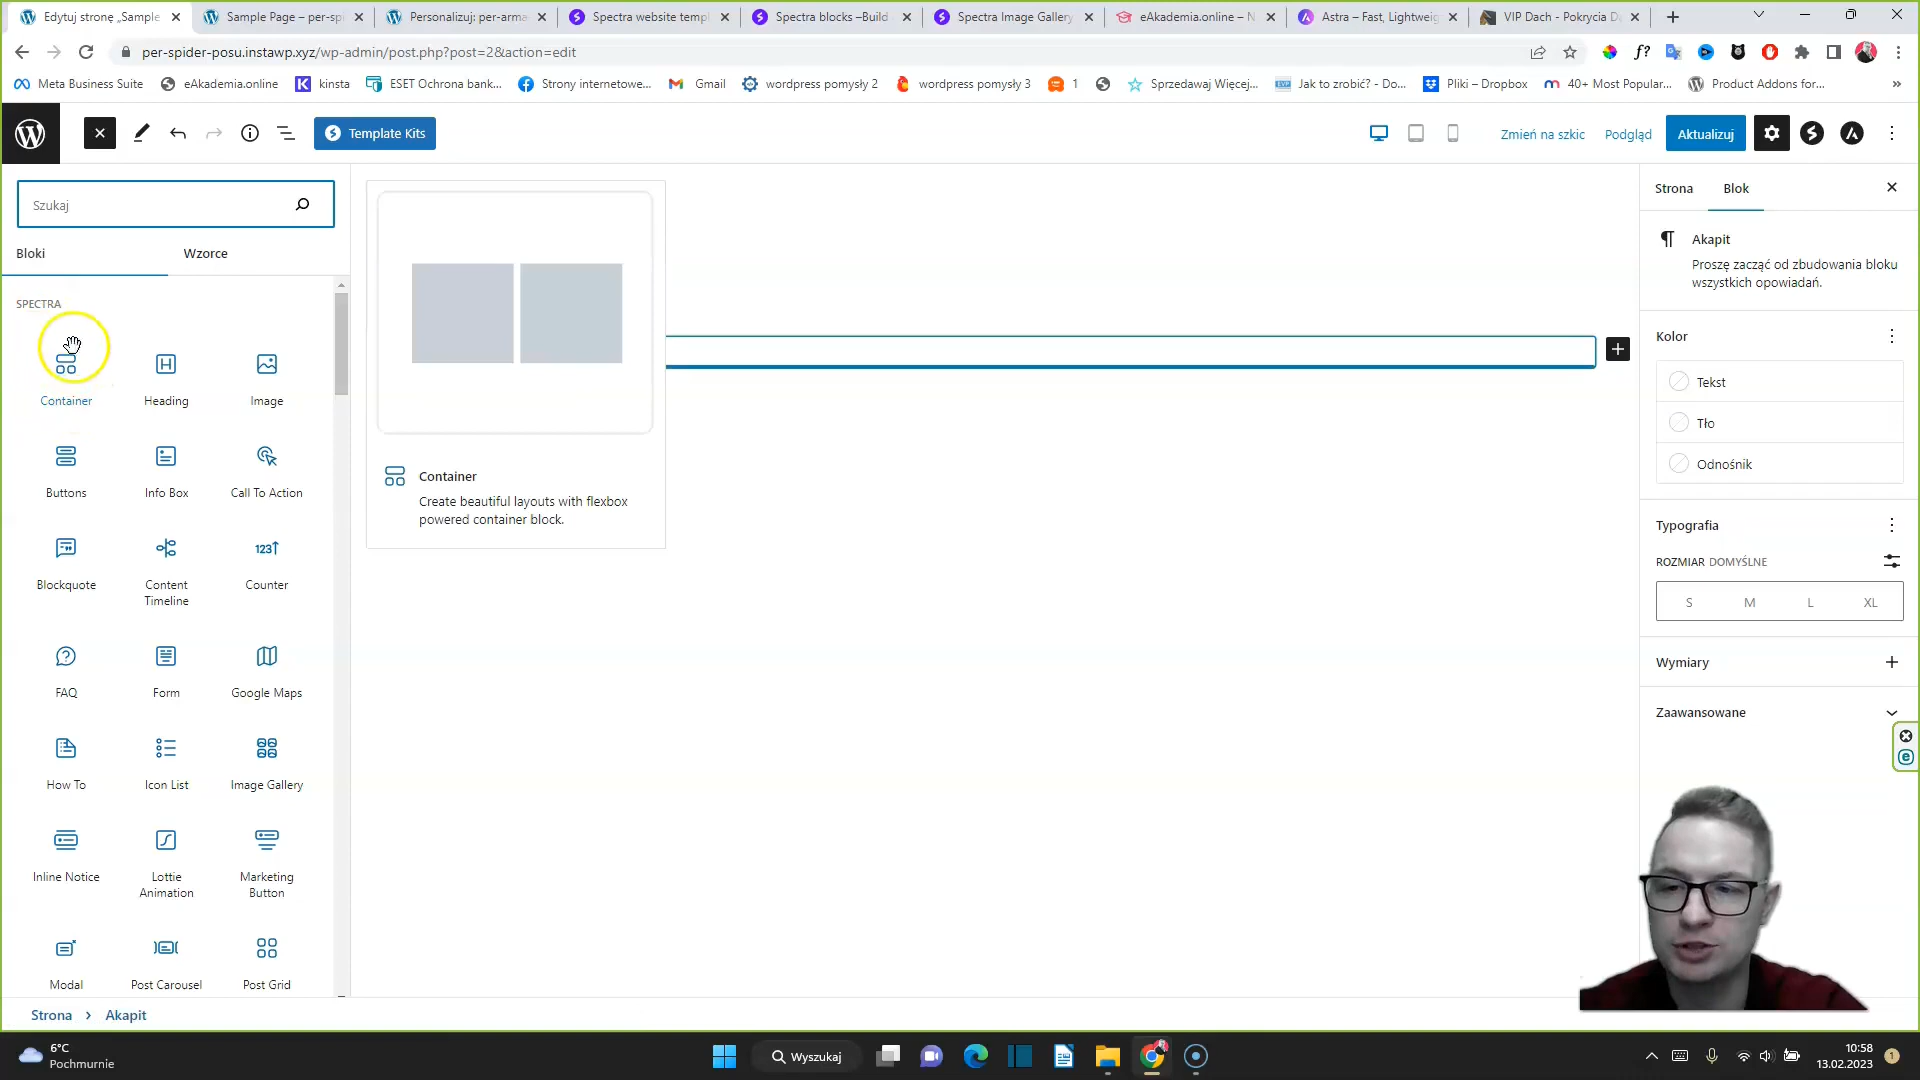 Edytuj stronę „Sample
Sample Page – per-spi
Personalizuj: per-arma
Spectra website templ
Spectra blocks –Build
Spectra Image Gallery
eAkademia.online – N
Astra – Fast, Lightweig
VIP Dach - Pokrycia D
per-spider-posu.instawp.xyz/wp-admin/post.php?post=2&action=edit
Meta Business Suite
eAkademia.online
kinsta
ESET Ochrona bank...
Strony internetowe...
Gmail
wordpress pomysły 2
wordpress pomysły 3
1
Sprzedawaj Więcej,...
Jak to zrobić? - Do...
Pliki – Dropbox
40+ Most Popular...
Product Addons for...
»
Template Kits
Zmień na szkic
Podgląd
Aktualizuj
Szukaj
Bloki
Wzorce
SPECTRA
Container
Heading
Image
Buttons
Info Box
Call To Action
Blockquote
Content
Timeline
123↑
Counter
FAQ
Form
Google Maps
How To
Icon List
Image Gallery
Inline Notice
Lottie
Animation
Marketing
Button
Modal
Post Carousel
Post Grid
Container
Create beautiful layouts with flexbox
powered container block.
Strona
Blok
Akapit
Proszę zacząć od zbudowania bloku
wszystkich opowiadań.
Kolor
Tekst
Tło
Odnośnik
Typografia
ROZMIAR DOMYŚLNE
S
M
L
XL
Wymiary
Zaawansowane
Strona › Akapit
6°C
Pochmurnie
Wyszukaj
10:58
13.02.2023
1